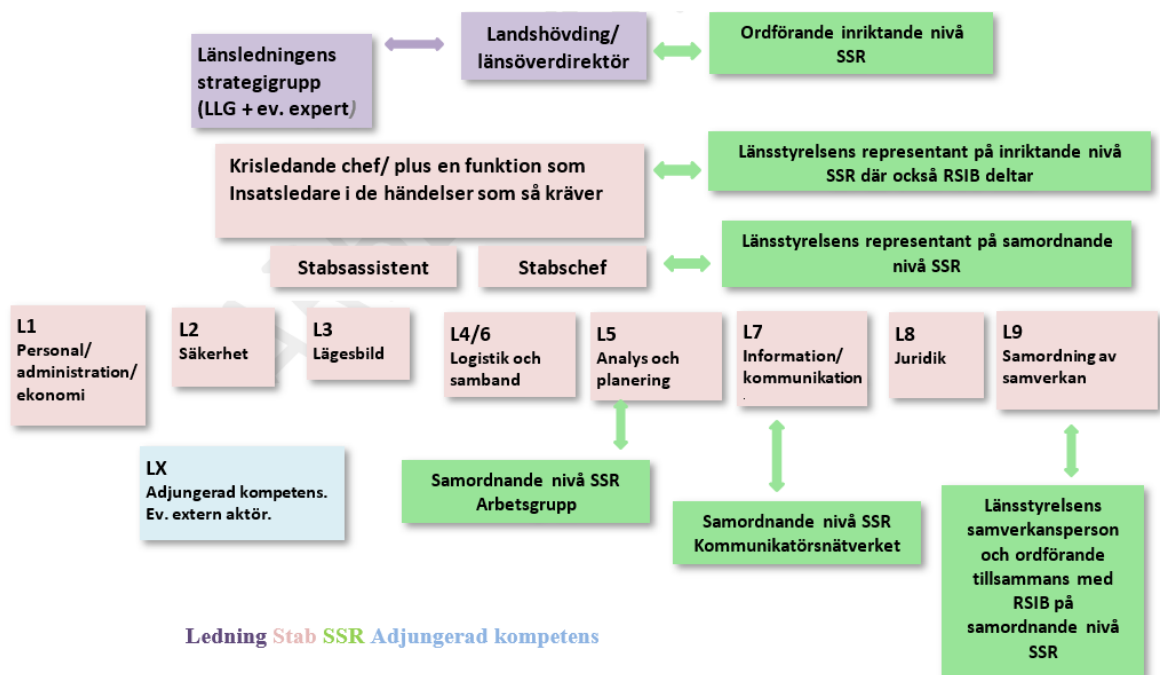 Länsledningens
strategigrupp
(LLG + ev. expert)
Landshövding/
länsöverdirektör
Ordförande inriktande nivå
SSR
Krisledande chef/ plus en funktion som
Insatsledare i de händelser som så kräver
Länsstyrelsens representant på inriktande nivå
SSR där också RSIB deltar
Stabsassistent
Stabschef
Länsstyrelsens representant på samordnande
nivå SSR
L1
Personal/
administration/
ekonomi
L2
Säkerhet
L3
Lägesbild
L4/6
Logistik och
samband
L5
Analys och
planering
L7
Information/
kommunikation
.
L8
Juridik
L9
Samordning av
samverkan
LX
Adjungerad kompetens.
Ev. extern aktör.
Samordnande nivå SSR
Arbetsgrupp
Samordnande nivå SSR
Kommunikatörsnätverket
Länsstyrelsens
samverkansperson
och ordförande
tillsammans med
RSIB på
samordnande nivå
SSR
Ledning Stab SSR Adjungerad kompetens